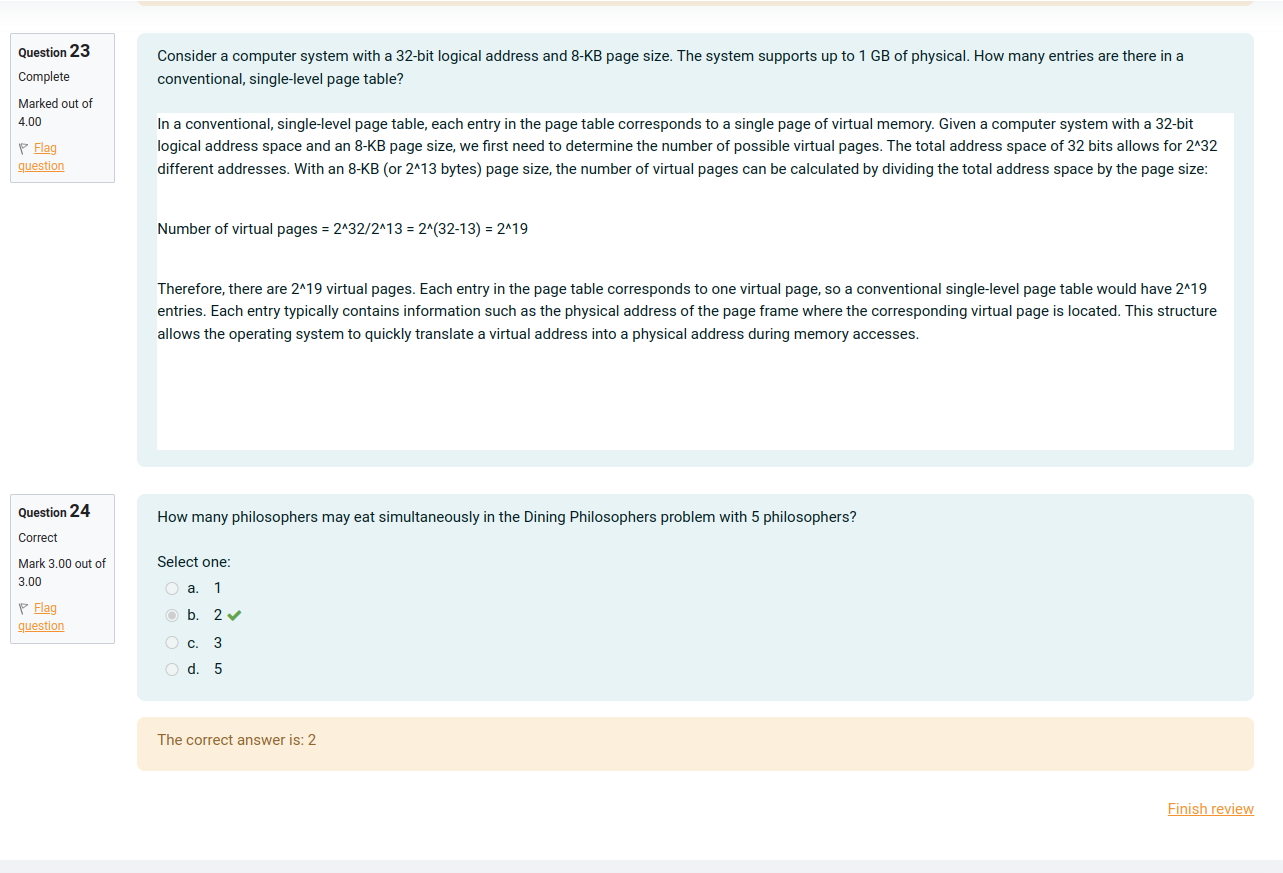 Question 23
Complete
Marked out of
4.00
Flag
question
Consider a computer system with a 32-bit logical address and 8-KB page size. The system supports up to 1 GB of physical. How many entries are there in a
conventional, single-level page table?
In a conventional, single-level page table, each entry in the page table corresponds to a single page of virtual memory. Given a computer system with a 32-bit
logical address space and an 8-KB page size, we first need to determine the number of possible virtual pages. The total address space of 32 bits allows for 2^32
different addresses. With an 8-KB (or 2^13 bytes) page size, the number of virtual pages can be calculated by dividing the total address space by the page size:
Number of virtual pages = 2^32/2^13 = 2^(32-13) = 2^19
Therefore, there are 2^19 virtual pages. Each entry in the page table corresponds to one virtual page, so a conventional single-level page table would have 2^19
entries. Each entry typically contains information such as the physical address of the page frame where the corresponding virtual page is located. This structure
allows the operating system to quickly translate a virtual address into a physical address during memory accesses.
Question 24
Correct
Mark 3.00 out of
3.00
Flag
question
How many philosophers may eat simultaneously in the Dining Philosophers problem with 5 philosophers?
Select one:
a. 1
b. 2
c. 3
d. 5
The correct answer is: 2
Finish review